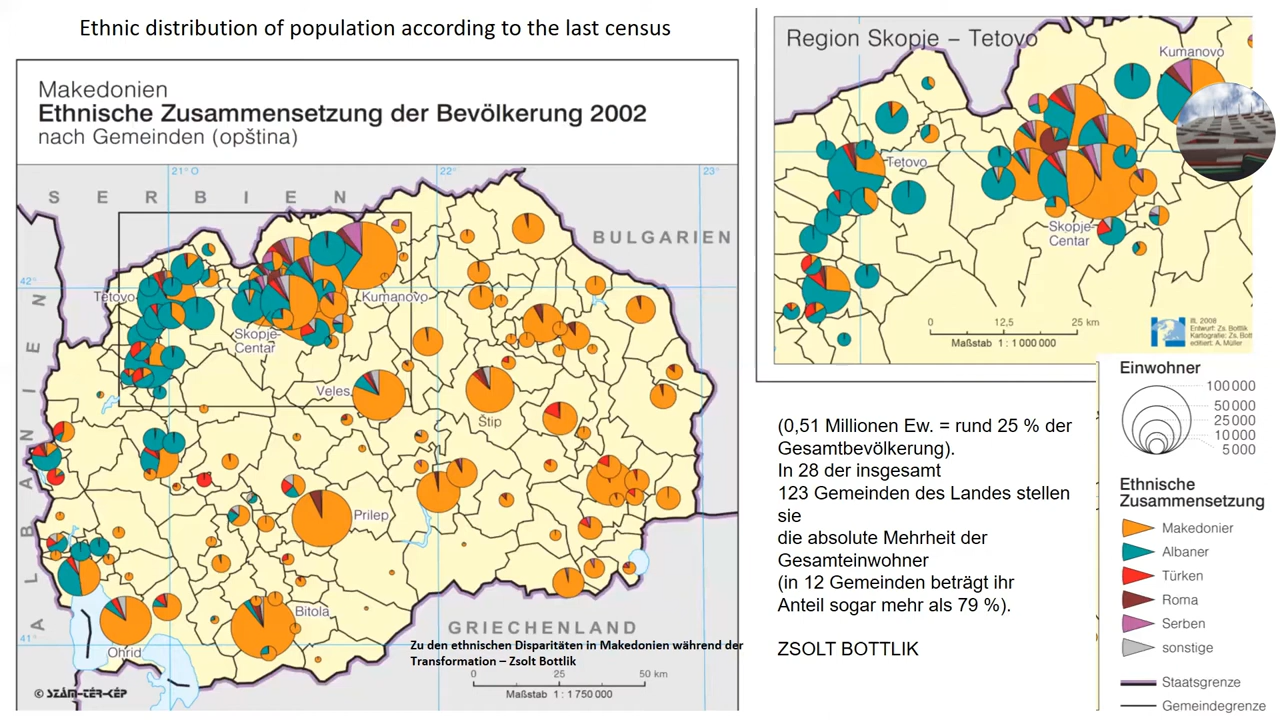 Ethnic distribution of population according to the last census
Makedonien
Ethnische Zusammensetzung der Bevölkerung 2002
nach Gemeinden (opština)
21° O
22°
23°
S E R B I E N
BULGARIEN
42°
Tetovo
Kumanovo
Skopje-
Centar
Veles
Štip
Prilep
ALBANIEN
Bitola
Ohrid
41°
GRIECHENLAND
Zu den ethnischen Disparitäten in Makedonien während der
Transformation – Zsolt Bottlik
0 25 50 km
Maßstab 1 : 1 750 000
© SZÁM-TÉR-KÉP
Region Skopje – Tetovo
Kumanovo
Tetovo
Skopje-
Centar
0 12,5 25 km
Maßstab 1 : 1 000 000
IfL 2008
Entwurf: Zs. Bottlik
Kartografie: Zs. Bott
editiert: A. Müller
(0,51 Millionen Ew. = rund 25 % der
Gesamtbevölkerung).
In 28 der insgesamt
123 Gemeinden des Landes stellen
sie
die absolute Mehrheit der
Gesamteinwohner
(in 12 Gemeinden beträgt ihr
Anteil sogar mehr als 79 %).
ZSOLT BOTTLIK
Einwohner
100 000
50 000
25 000
10 000
5 000
Ethnische
Zusammensetzung
Makedonier
Albaner
Türken
Roma
Serben
sonstige
Staatsgrenze
Gemeindegrenze